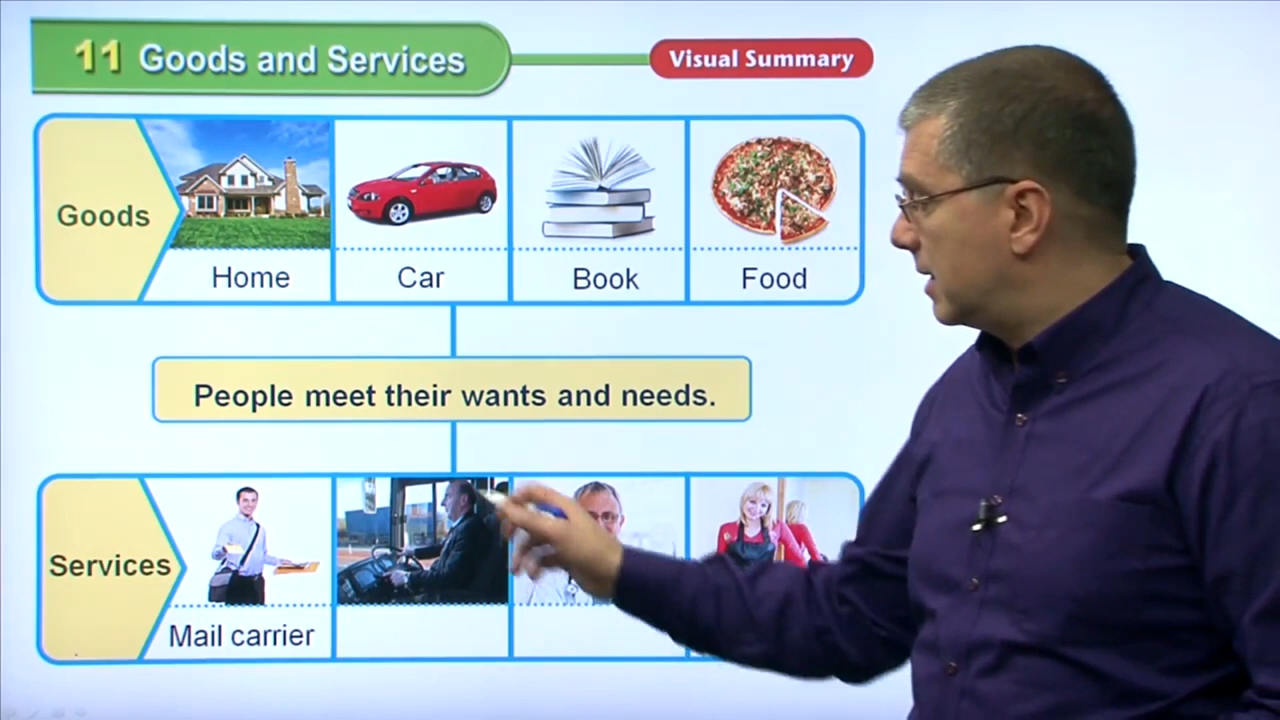 11 Goods and Services
Visual Summary
Goods
Home
Car
Book
Food
People meet their wants and needs.
Services
Mail carrier